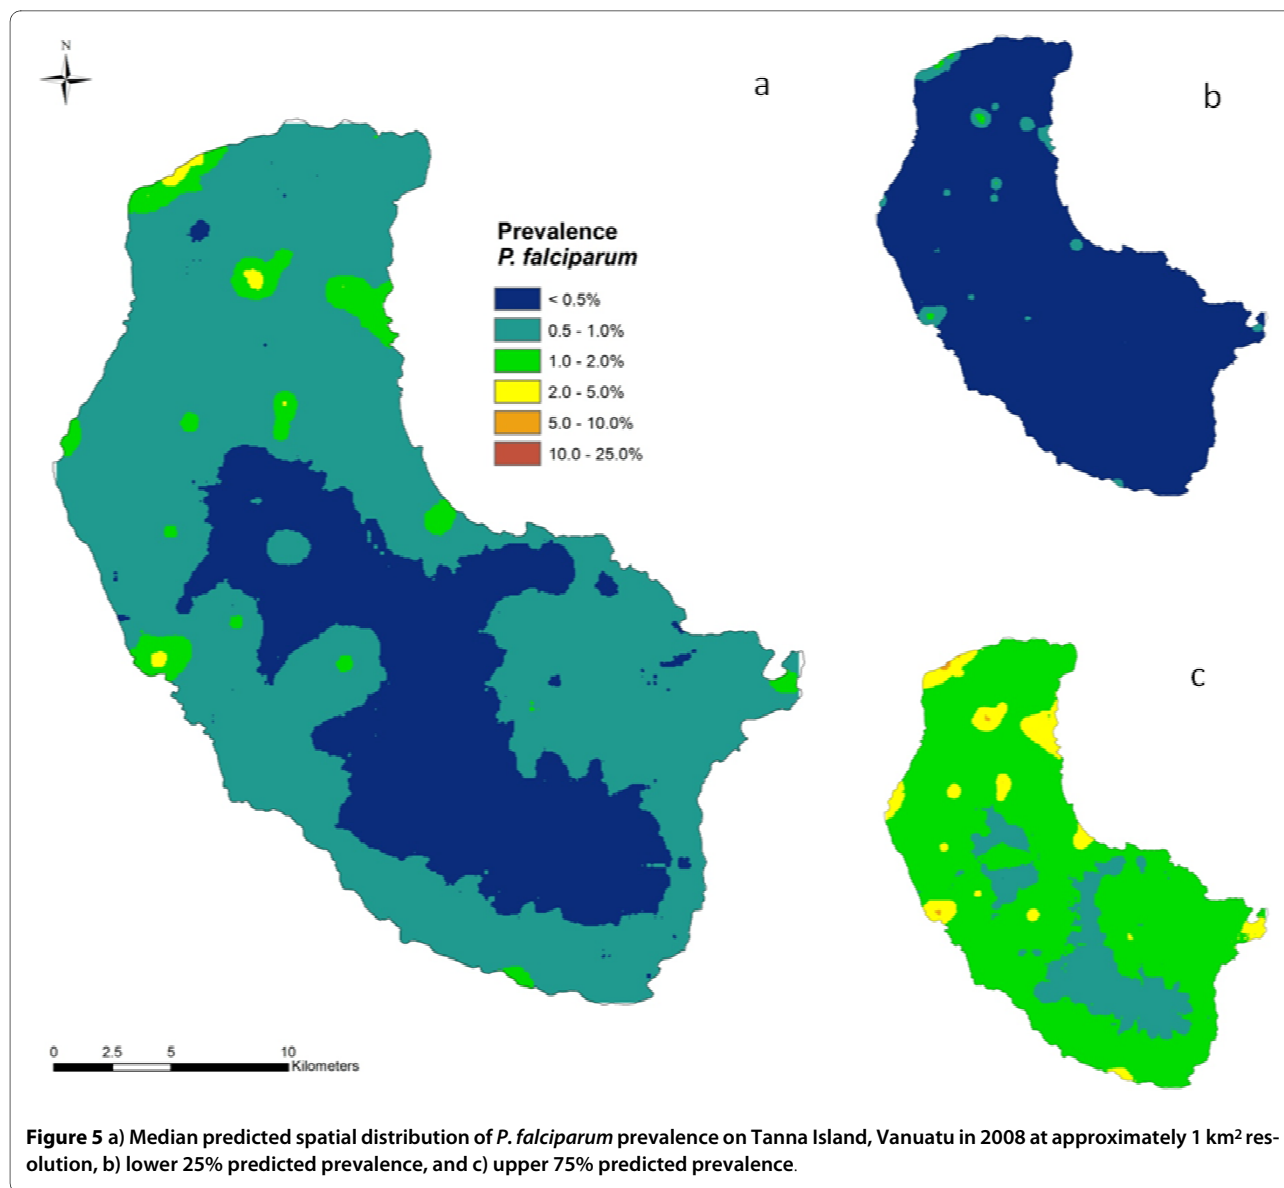 N
a
b
Prevalence
P. falciparum
< 0.5%
0.5 - 1.0%
1.0 - 2.0%
2.0 - 5.0%
5.0 - 10.0%
10.0 - 25.0%
c
0 2.5 5 10
Kilometers
Figure 5 a) Median predicted spatial distribution of P. falciparum prevalence on Tanna Island, Vanuatu in 2008 at approximately 1 km² res-
olution, b) lower 25% predicted prevalence, and c) upper 75% predicted prevalence.